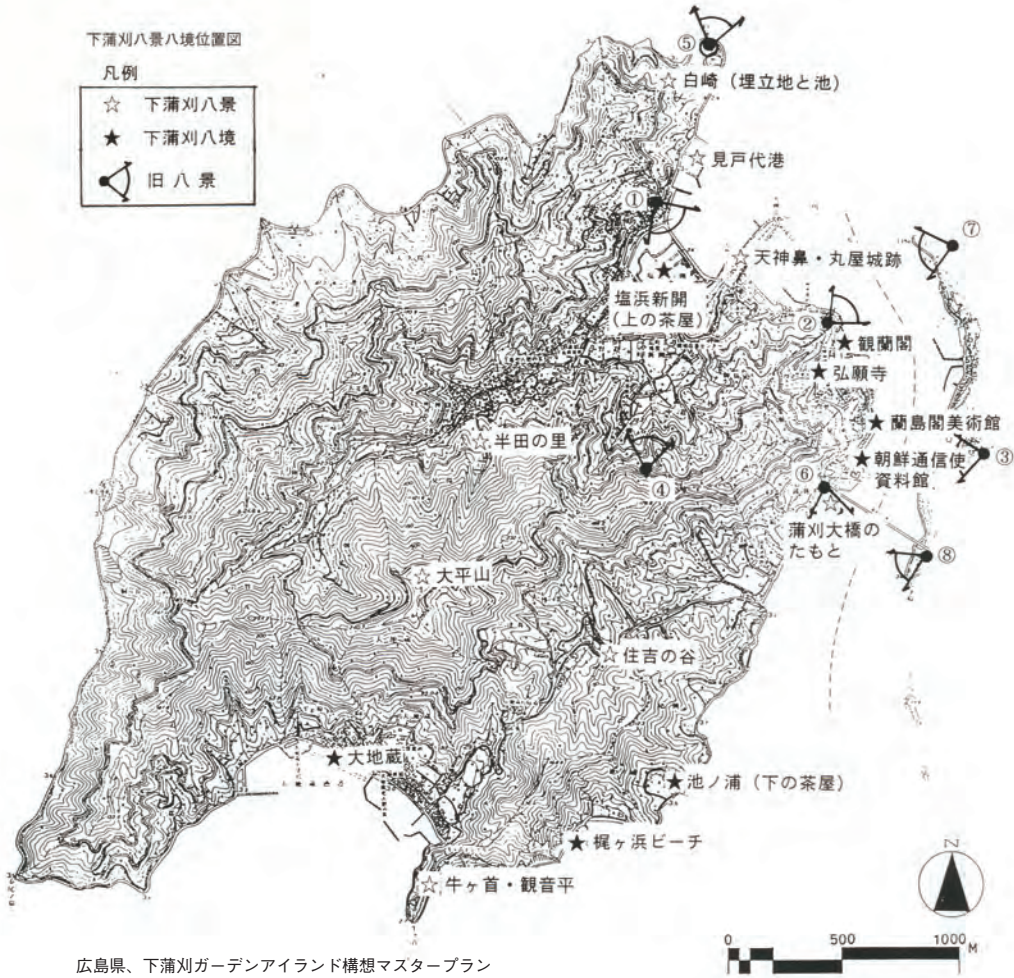 下蒲刈八景八境位置図
凡例
☆ 下蒲刈八景
★ 下蒲刈八境
旧八景
⑤
☆白崎（埋立地と池）
☆見戸代港
①
⑦
☆天神鼻・丸屋城跡
★
塩浜新開
(上の茶屋)
②
★観蘭閣
★弘願寺
★蘭島閣美術館
☆半田の里
③
★朝鮮通信使
資料館
④
⑥
☆
蒲刈大橋の
たもと
⑧
☆大平山
☆住吉の谷
★大地蔵
★池ノ浦（下の茶屋）
★梶ヶ浜ビーチ
☆牛ヶ首・観音平
N
0 500 1000 M
広島県、下蒲刈ガーデンアイランド構想マスタープラン